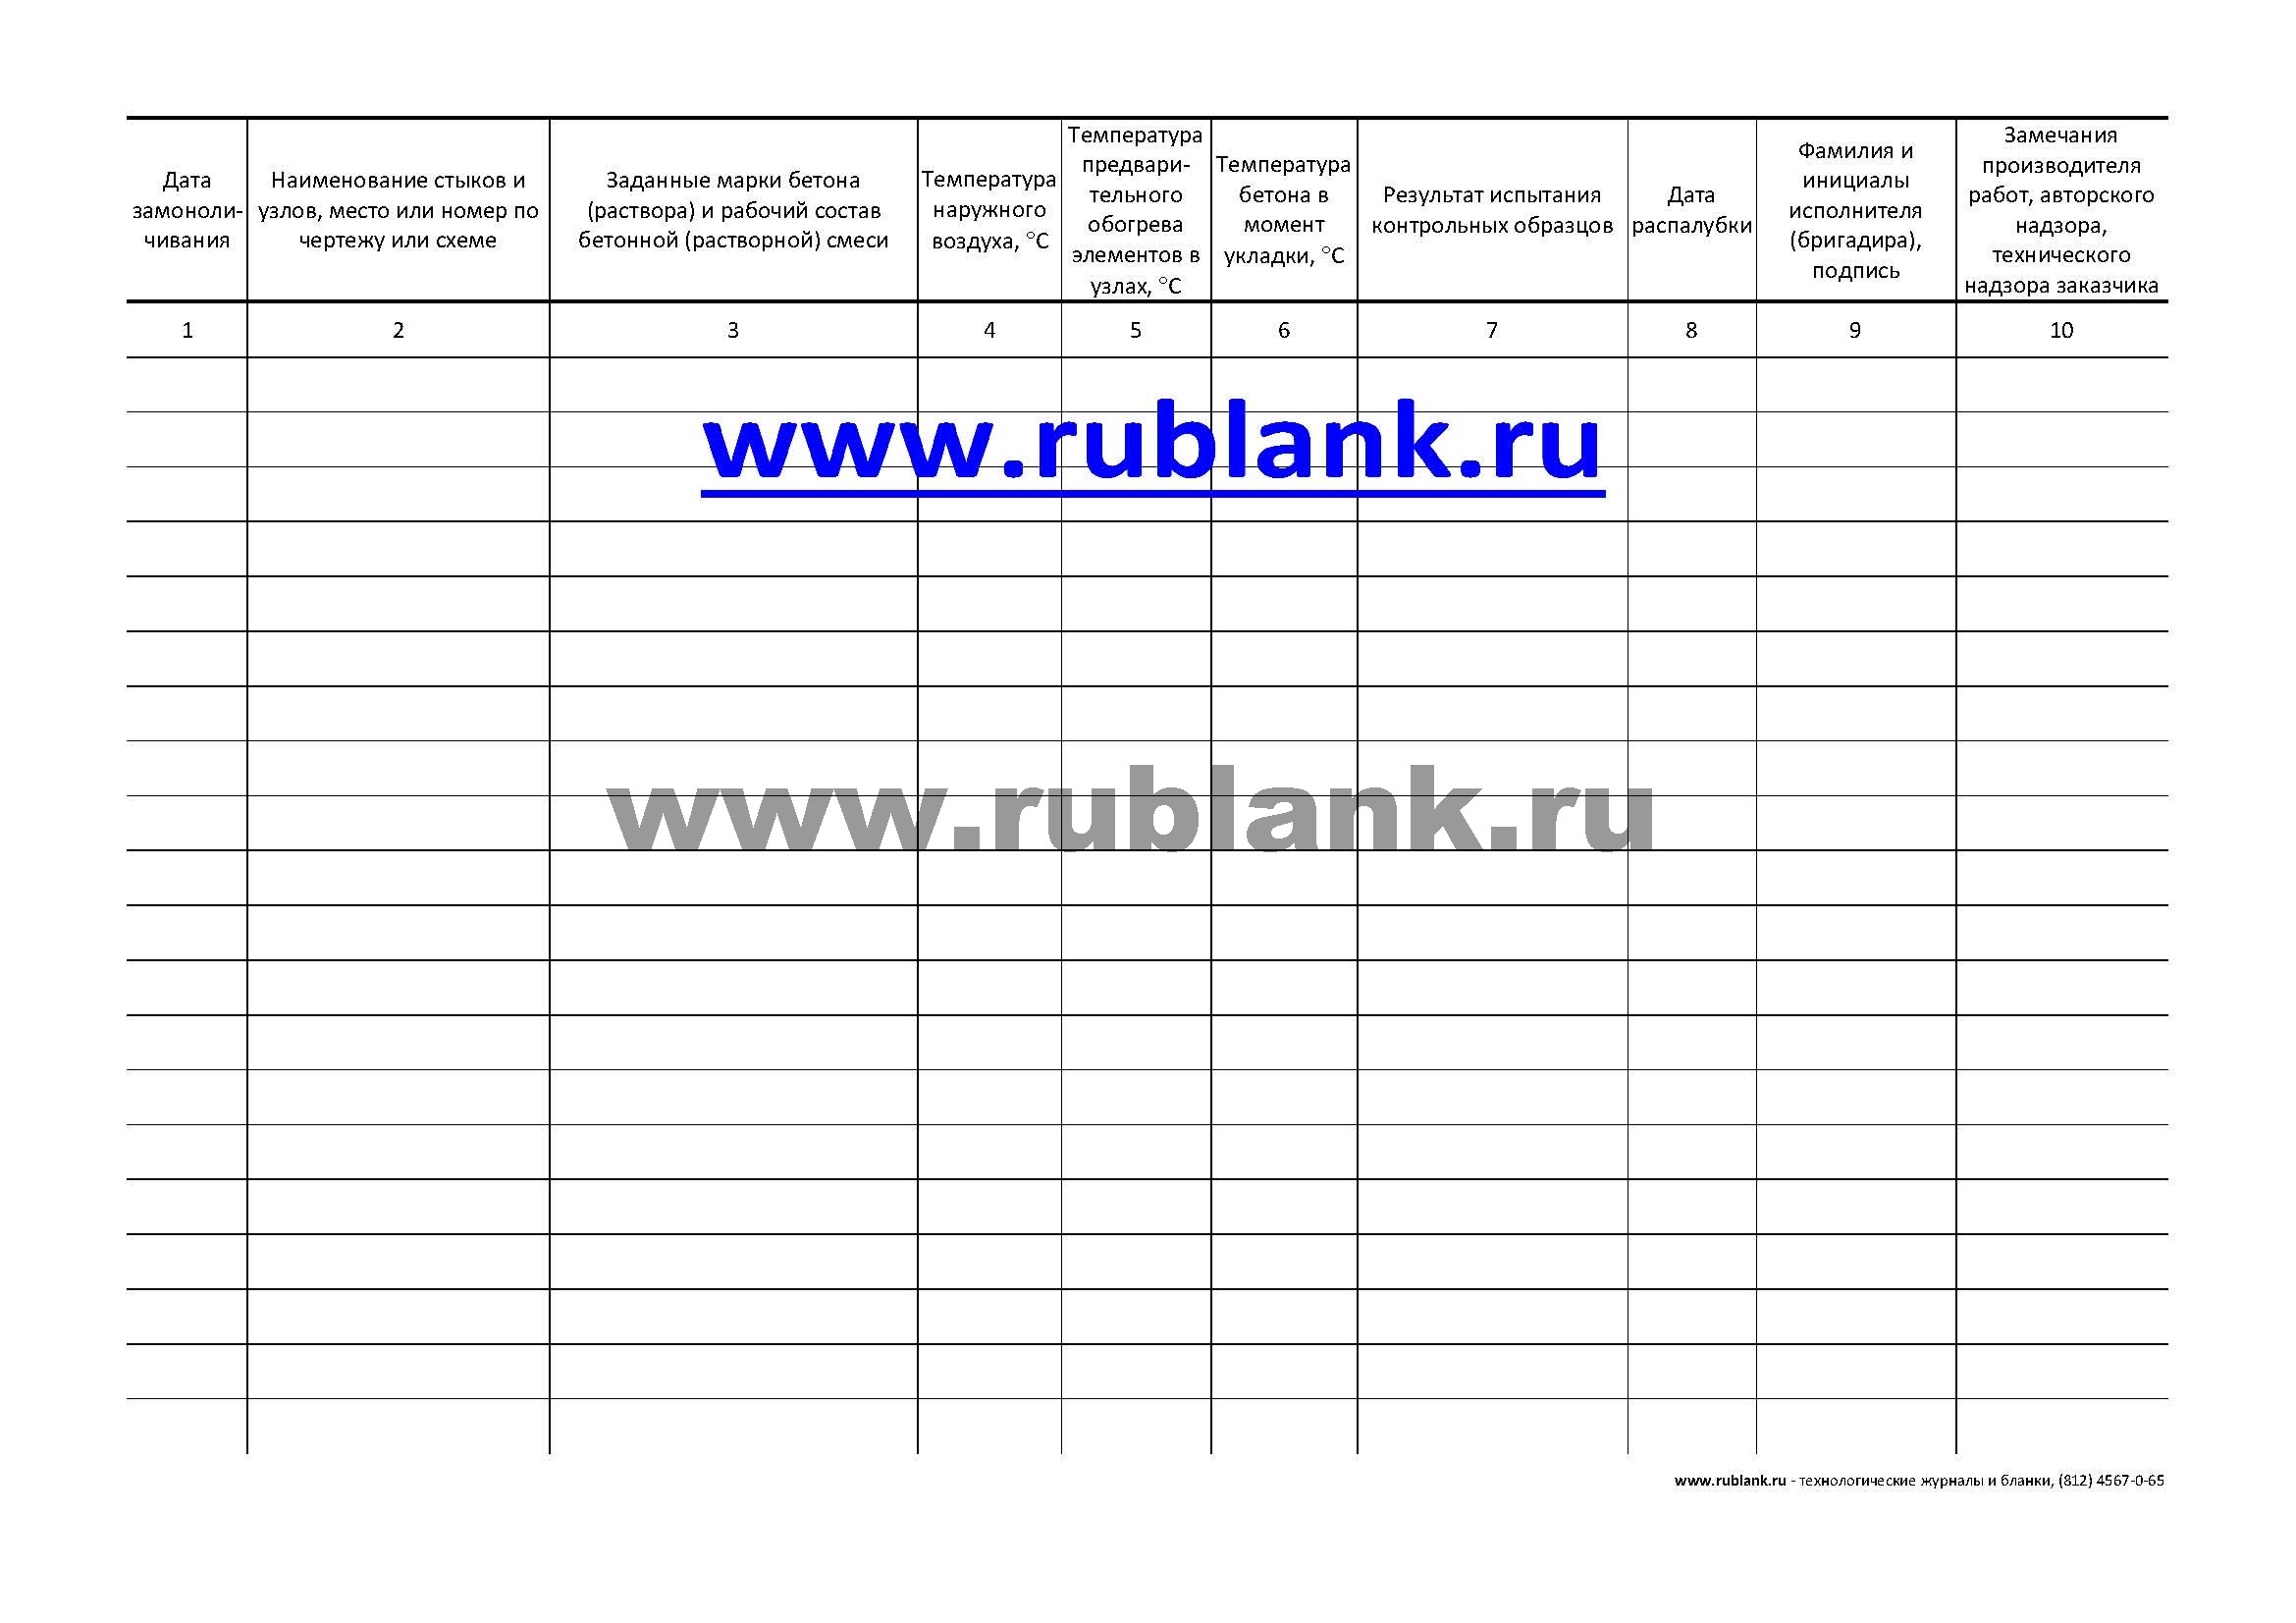 Дата
замоноли-
чивания
Наименование стыков и
узлов, место или номер по
чертежу или схеме
Заданные марки бетона
(раствора) и рабочий состав
бетонной (растворной) смеси
Температура
наружного
воздуха, °С
Температура
предвари-
тельного
обогрева
элементов в
узлах, °С
Температура
бетона в
момент
укладки, °С
Результат испытания
контрольных образцов
Дата
распалубки
Фамилия и
инициалы
исполнителя
(бригадира),
подпись
Замечания
производителя
работ, авторского
надзора,
технического
надзора заказчика
1 2 3 4 5 6 7 8 9 10
www.rublank.ru
www.rublank.ru
www.rublank.ru - технологические журналы и бланки, (812) 4567-0-65